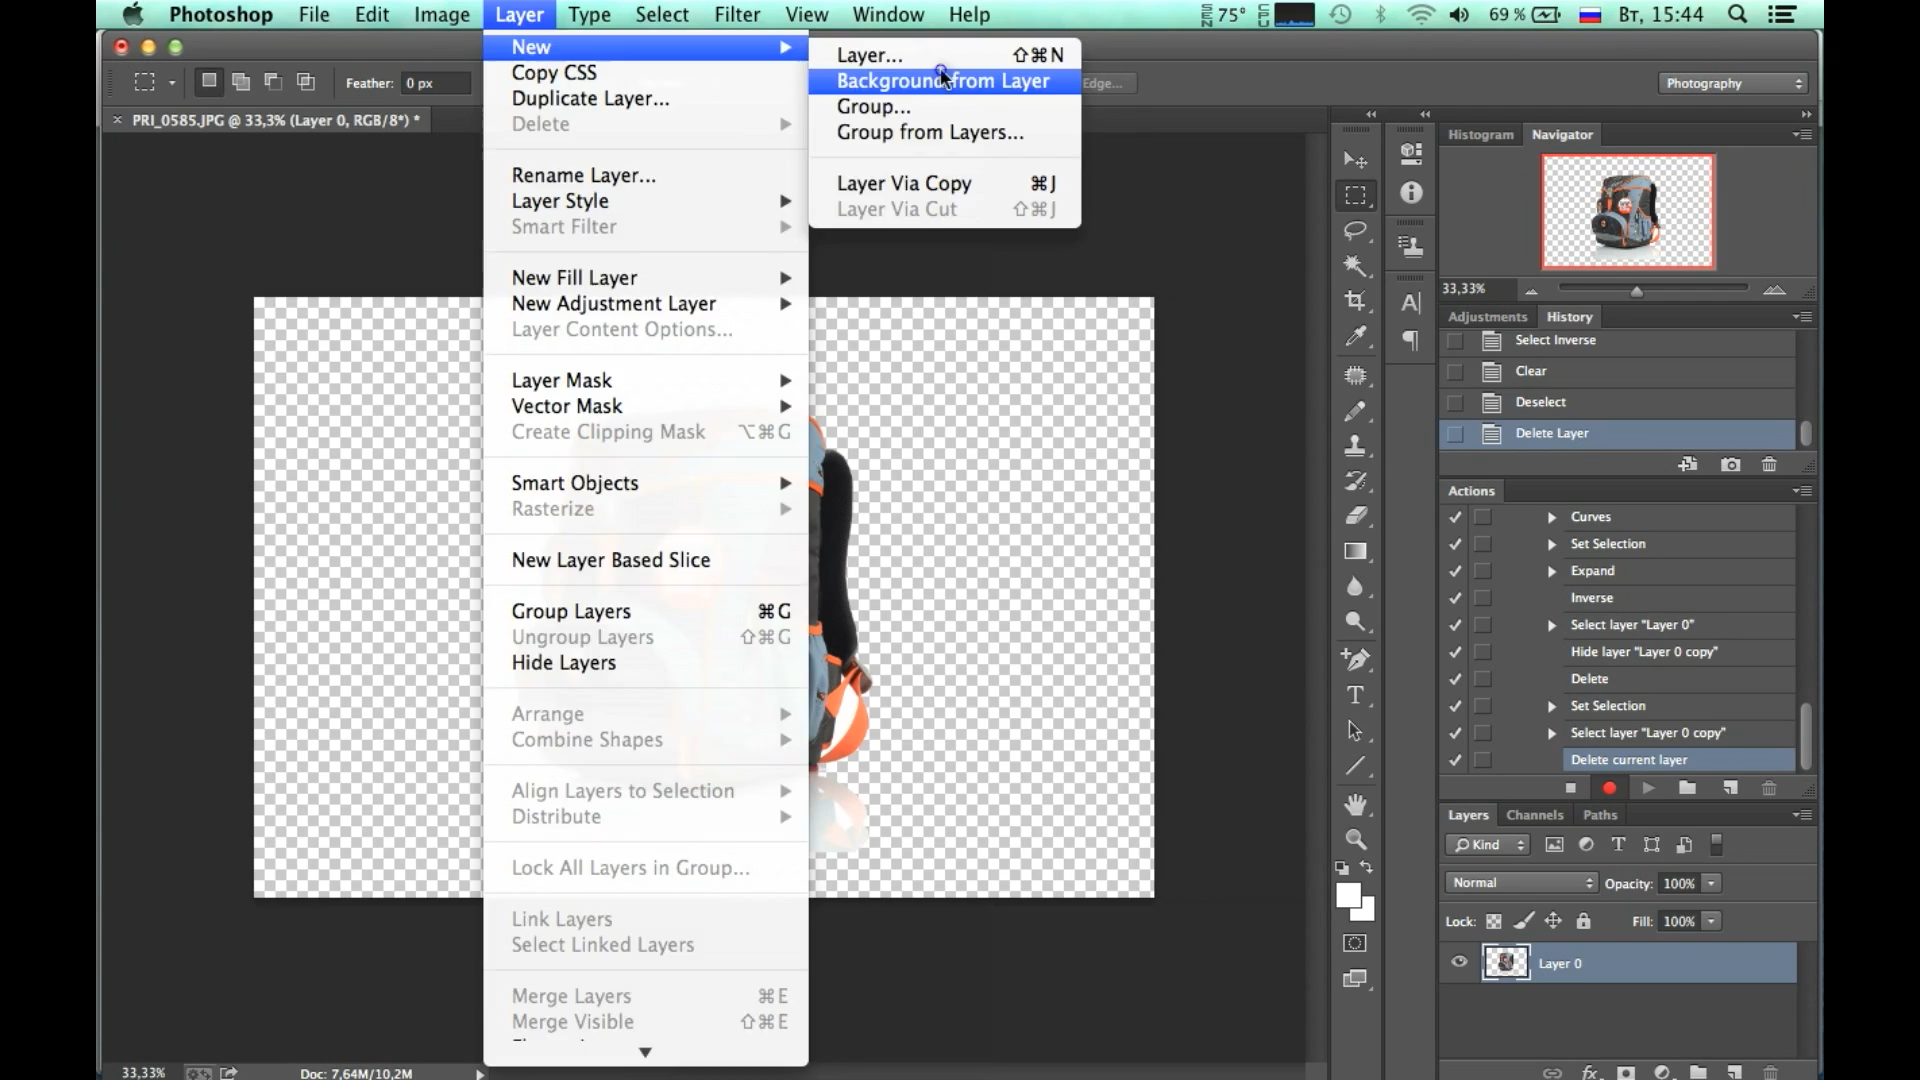 Photoshop File Edit Image Layer Type Select Filter View Window Help 75° 69 % Вт, 15:44
Feather: 0 px Edge... Photography
× PRI_0585.JPG @ 33,3% (Layer 0, RGB/8*) *
New
Copy CSS
Duplicate Layer...
Delete
Rename Layer...
Layer Style
Smart Filter
New Fill Layer
New Adjustment Layer
Layer Content Options...
Layer Mask
Vector Mask
Create Clipping Mask ⌥⌘G
Smart Objects
Rasterize
New Layer Based Slice
Group Layers ⌘G
Ungroup Layers ⇧⌘G
Hide Layers
Arrange
Combine Shapes
Align Layers to Selection
Distribute
Lock All Layers in Group...
Link Layers
Select Linked Layers
Merge Layers ⌘E
Merge Visible ⇧⌘E
Layer... ⇧⌘N
Background from Layer
Group...
Group from Layers...
Layer Via Copy ⌘J
Layer Via Cut ⇧⌘J
Histogram Navigator
33,33%
Adjustments History
Select Inverse
Clear
Deselect
Delete Layer
Actions
Curves
Set Selection
Expand
Inverse
Select layer "Layer 0"
Hide layer "Layer 0 copy"
Delete
Set Selection
Select layer "Layer 0 copy"
Delete current layer
Layers Channels Paths
Kind
Normal Opacity: 100%
Lock: Fill: 100%
Layer 0
33,33% Doc: 7,64M/10,2M